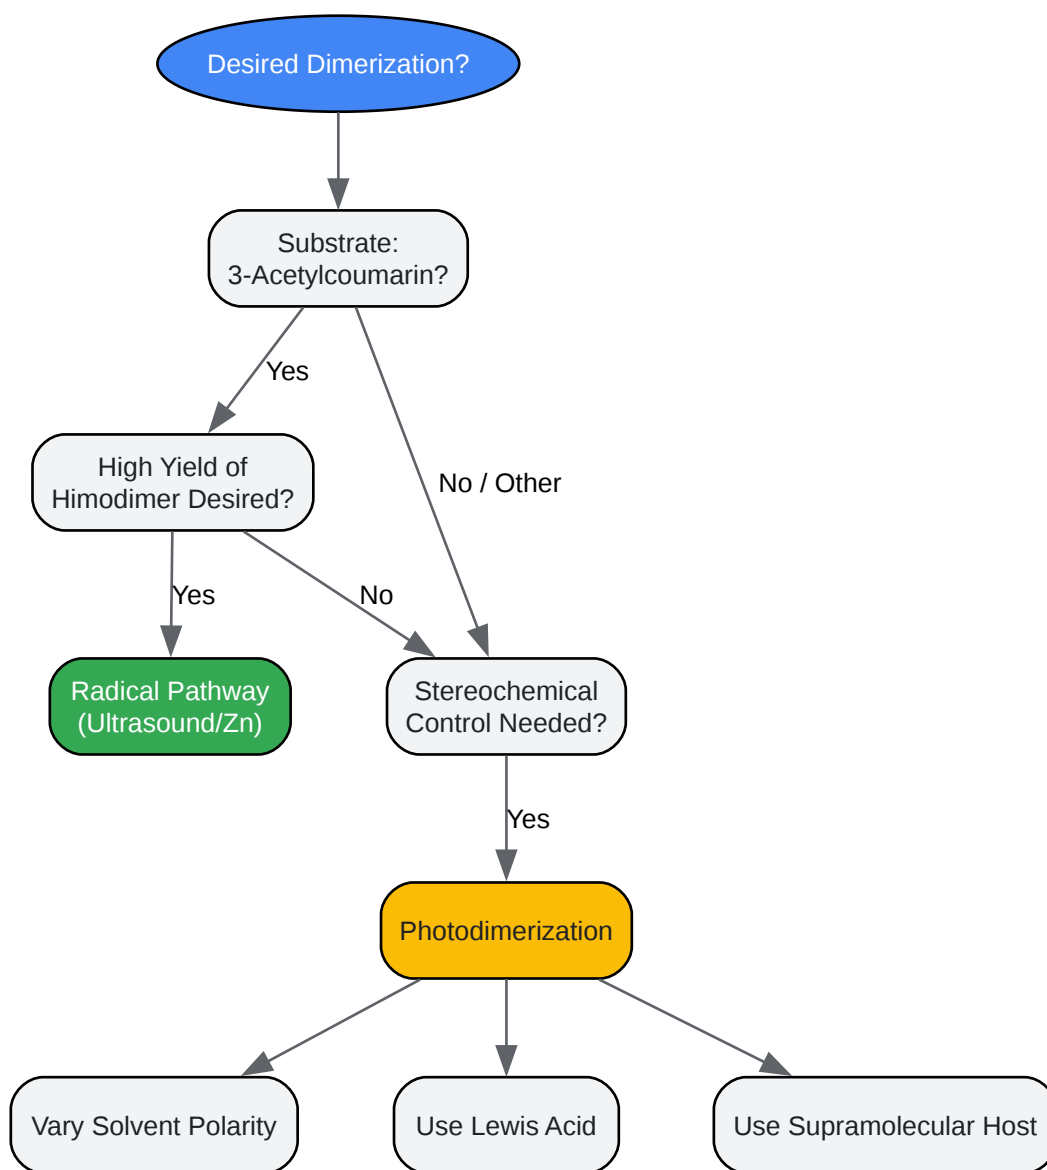 Desired Dimerization?
Substrate:
3-Acetylcoumarin?
Yes
High Yield of
Himodimer Desired?
No / Other
Yes
No
Radical Pathway
(Ultrasound/Zn)
Stereochemical
Control Needed?
Yes
Photodimerization
Vary Solvent Polarity
Use Lewis Acid
Use Supramolecular Host